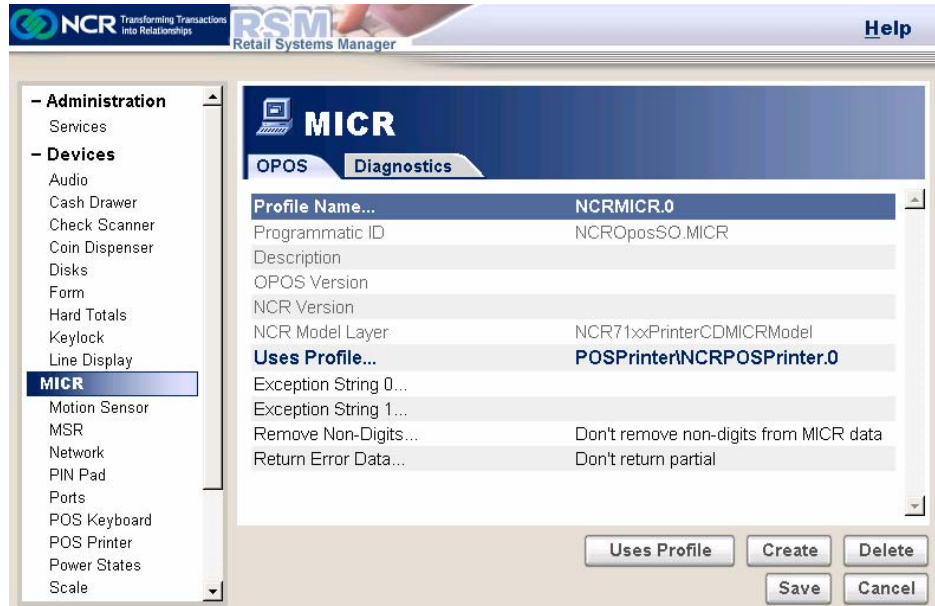 NCR Transforming Transactions
into Relationships
RSM
Retail Systems Manager
Help
– Administration
Services
– Devices
Audio
Cash Drawer
Check Scanner
Coin Dispenser
Disks
Form
Hard Totals
Keylock
Line Display
MICR
Motion Sensor
MSR
Network
PIN Pad
Ports
POS Keyboard
POS Printer
Power States
Scale
MICR
OPOS Diagnostics
Profile Name... NCRMICR.0
Programmatic ID NCROposSO.MICR
Description
OPOS Version
NCR Version
NCR Model Layer NCR71xxPrinterCDMICRModel
Uses Profile... POSPrinter\NCRPOSPrinter.0
Exception String 0...
Exception String 1...
Remove Non-Digits... Don't remove non-digits from MICR data
Return Error Data... Don't return partial
Uses Profile Create Delete
Save Cancel